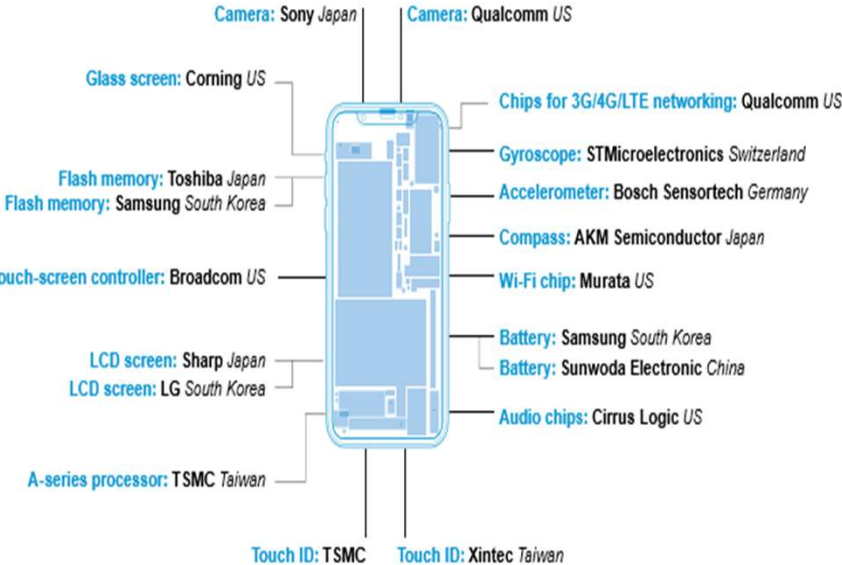 Camera: Sony Japan
Camera: Qualcomm US
Glass screen: Corning US
Chips for 3G/4G/LTE networking: Qualcomm US
Gyroscope: STMicroelectronics Switzerland
Flash memory: Toshiba Japan
Flash memory: Samsung South Korea
Accelerometer: Bosch Sensortech Germany
Compass: AKM Semiconductor Japan
ouch-screen controller: Broadcom US
Wi-Fi chip: Murata US
Battery: Samsung South Korea
LCD screen: Sharp Japan
Battery: Sunwoda Electronic China
LCD screen: LG South Korea
Audio chips: Cirrus Logic US
A-series processor: TSMC Taiwan
Touch ID: TSMC
Touch ID: Xintec Taiwan